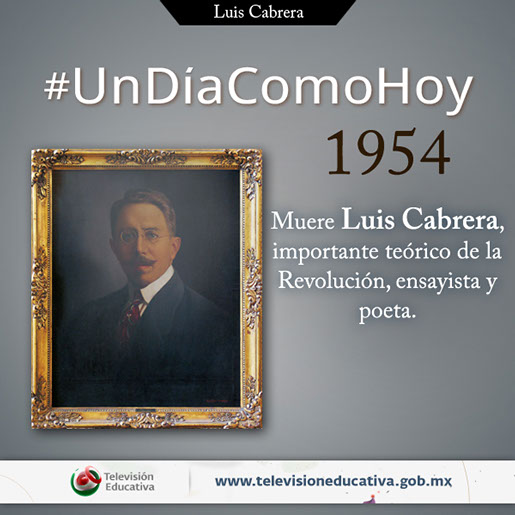 Luis Cabrera
#UnDíaComoHoy
1954
Muere Luis Cabrera,
importante teórico de la
Revolución, ensayista y
poeta.
Televisión
Educativa
www.televisioneducativa.gob.mx